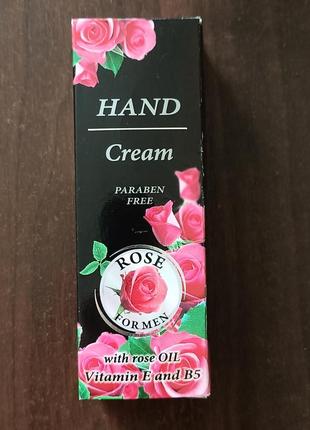 HAND
Cream
PARABEN
FREE
ROSE
FOR MEN
with rose OIL
Vitamin E and B5